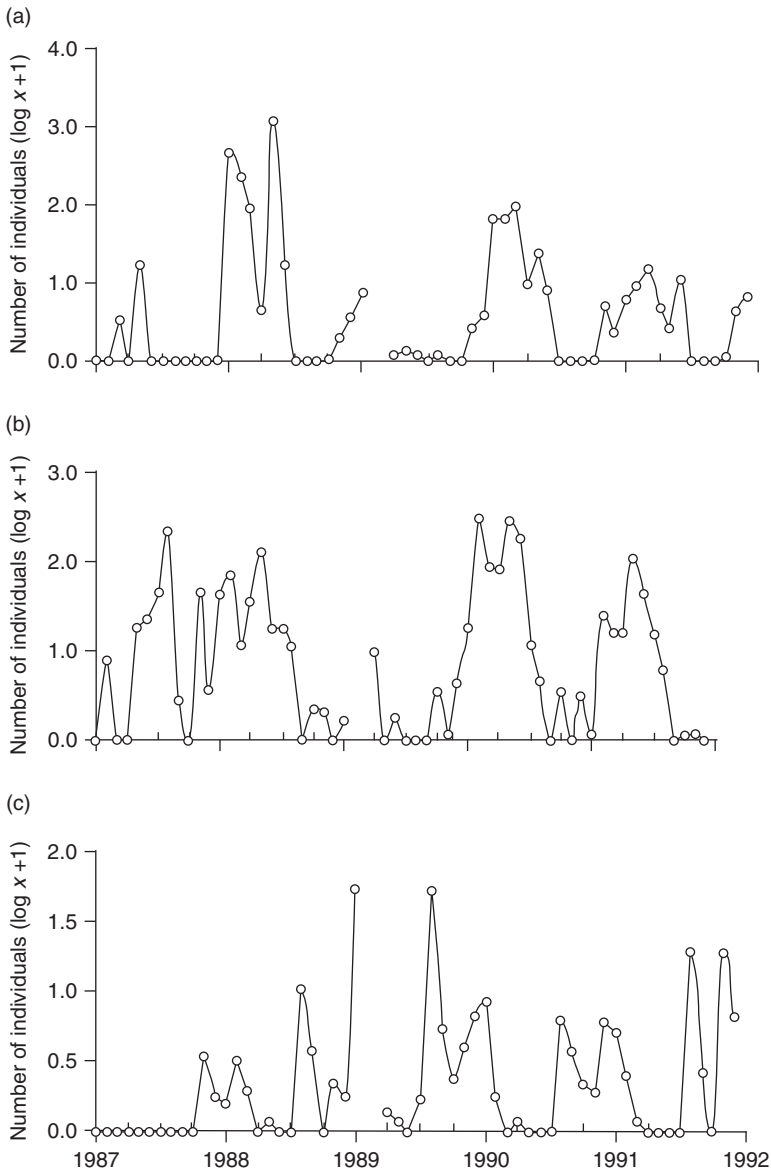 (a)
Number of individuals (log x +1)
4.0
3.0
2.0
1.0
0.0
(b)
Number of individuals (log x +1)
3.0
2.0
1.0
0.0
(c)
Number of individuals (log x +1)
2.0
1.5
1.0
0.5
0.0
1987 1988 1989 1990 1991 1992